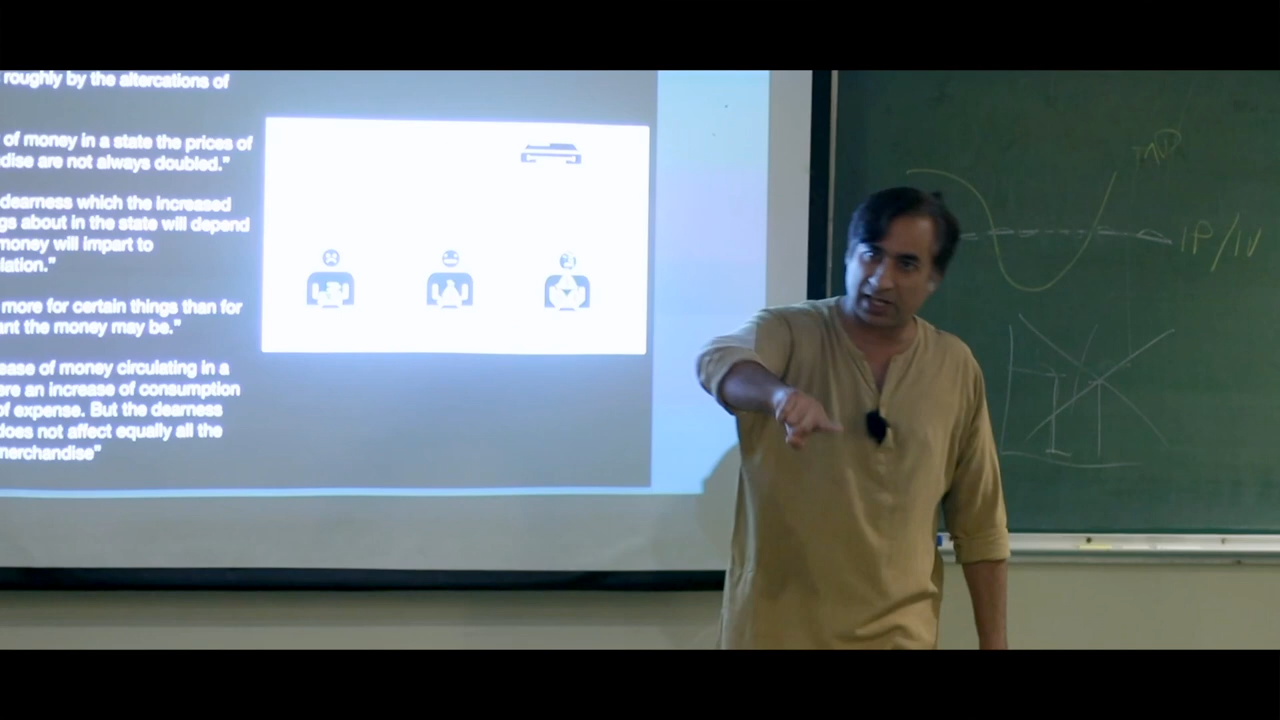 roughly by the altercations of
of money in a state the prices of
dise are not always doubled."
dearness which the increased
gs about in the state will depend
money will impart to
lation."
more for certain things than for
ant the money may be."
ease of money circulating in a
ere an increase of consumption
of expense. But the dearness
does not affect equally all the
merchandise"
IP/IV